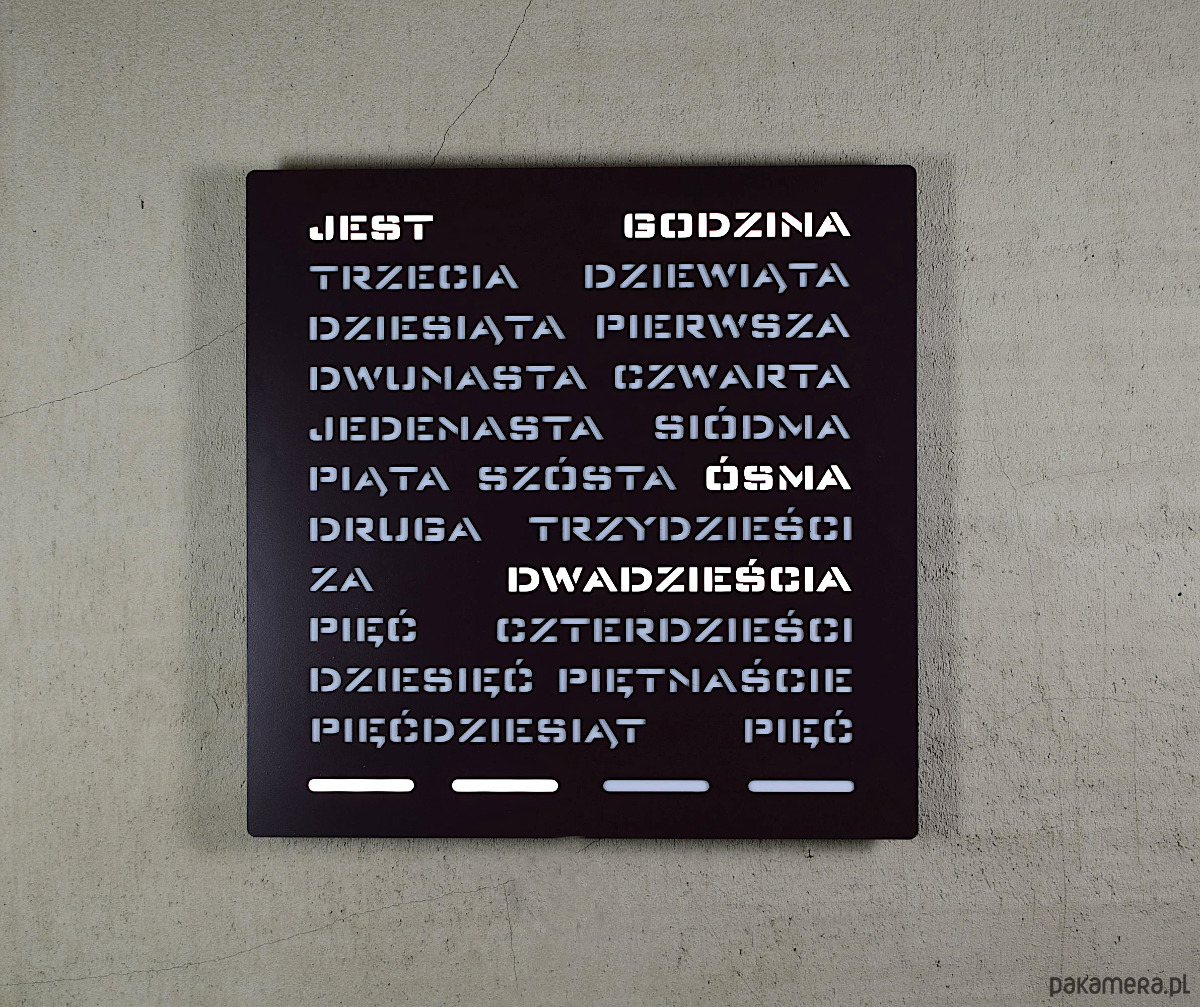 JEST GODZINA
TRZECIA DZIEWIĄTA
DZIESIĄTA PIERWSZA
DWUNASTA CZWARTA
JEDENASTA SIÓDMA
PIĄTA SZÓSTA ÓSMA
DRUGA TRZYDZIEŚCI
ZA DWADZIEŚCIA
PIĘĆ CZTERDZIEŚCI
DZIESIĘĆ PIĘTNAŚCIE
PIĘĆDZIESIĄT PIĘĆ
pakamera.pl